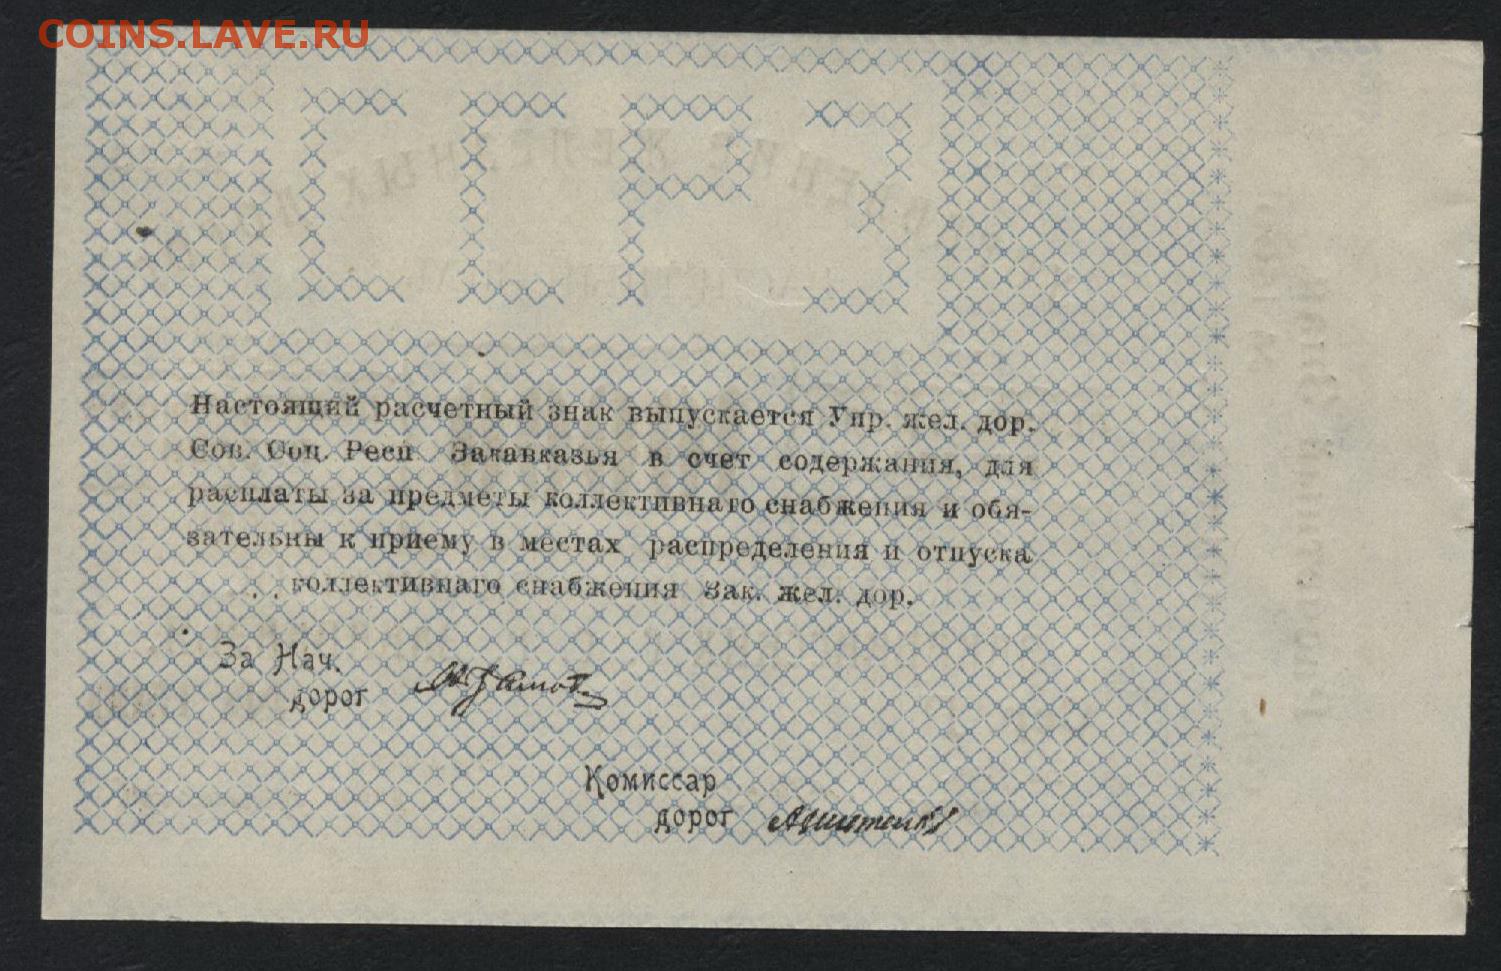 COINS.LAVE.RU
ССРЗ
Настоящий расчетный знак выпускается Упр. жел. дор.
Сов. Соц. Респ Закавказья в счет содержания, для
расплаты за предметы коллективнаго снабжения и обя-
зательны к приему в местах распределения и отпуска
коллективнаго снабжения Зак. жел. дор.
За Нач.
дорог
Комиссар
дорог